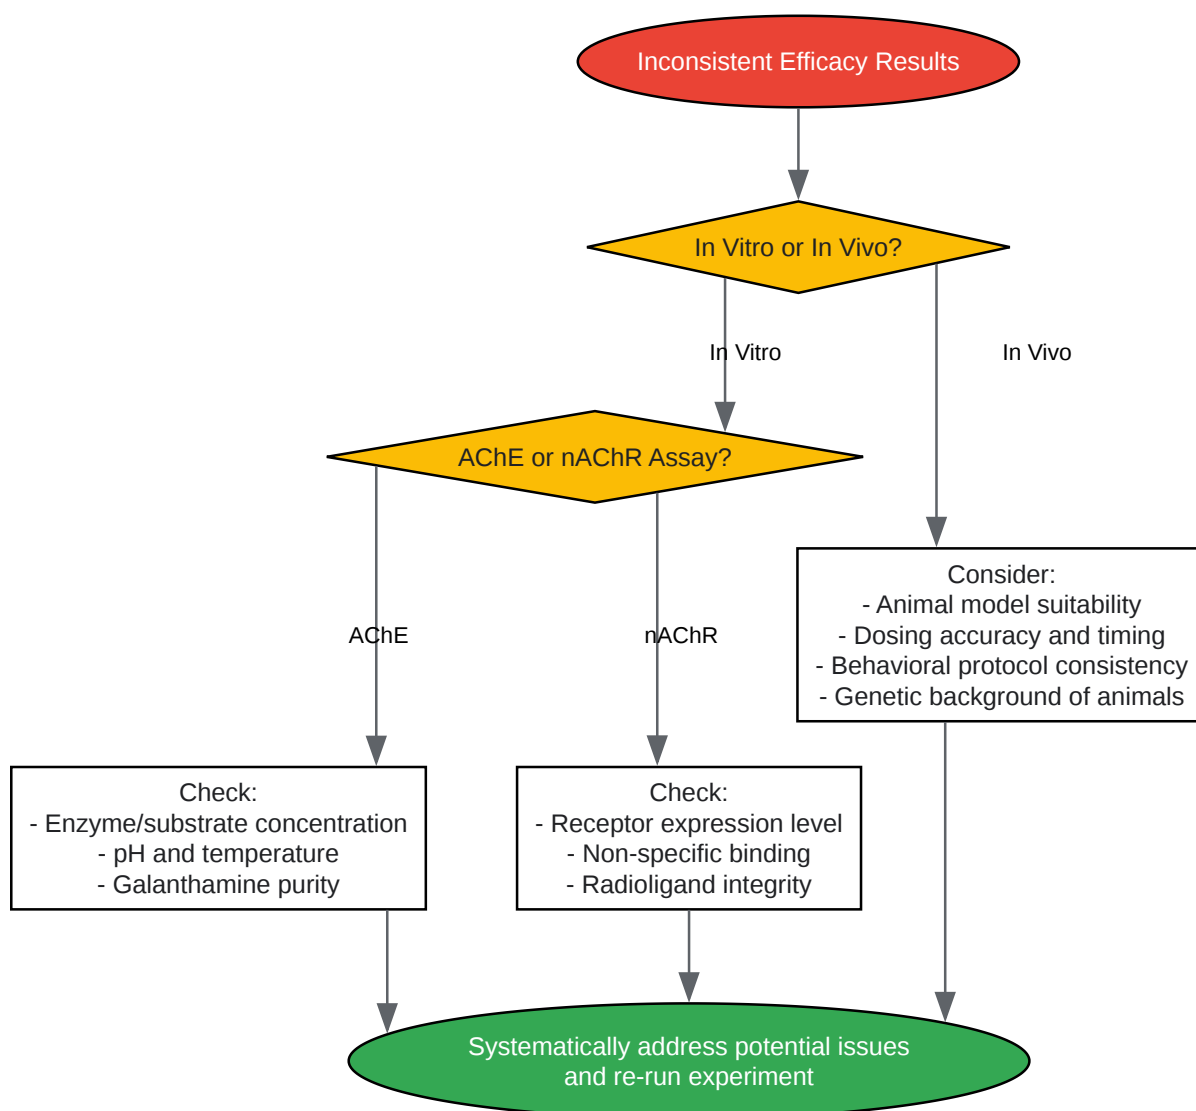 Inconsistent Efficacy Results
In Vitro or In Vivo?
In Vitro
In Vivo
AChE or nAChR Assay?
AChE
nAChR
Consider:
- Animal model suitability
- Dosing accuracy and timing
- Behavioral protocol consistency
- Genetic background of animals
Check:
- Enzyme/substrate concentration
- pH and temperature
- Galanthamine purity
Check:
- Receptor expression level
- Non-specific binding
- Radioligand integrity
Systematically address potential issues
and re-run experiment